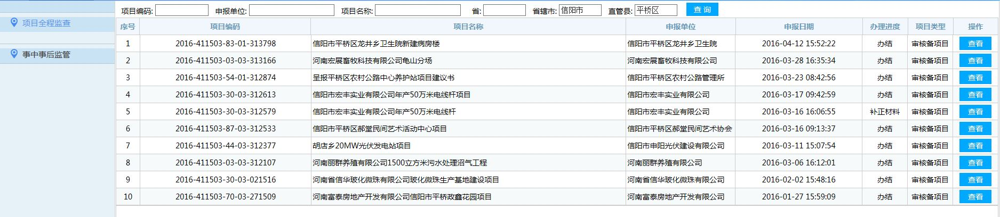 项目编码: 申报单位: 项目名称: 省: 省辖市: 信阳市 直管县: 平桥区 查 询
项目全程监查
事中事后监管
序号 项目编码 项目名称 申报单位 申报日期 办理进度 项目类型 操作
1 2016-411503-83-01-313798 信阳市平桥区龙井乡卫生院新建病房楼 信阳市平桥区龙井乡卫生院 2016-04-12 15:52:22 办结 审核备项目 查看
2 2016-411503-03-03-313166 河南宏展畜牧科技有限公司龟山分场 河南宏展畜牧科技有限公司 2016-03-28 16:35:34 办结 审核备项目 查看
3 2016-411503-54-01-312874 呈报平桥区农村公路中心养护站项目建议书 信阳市平桥区农村公路管理所 2016-03-23 08:42:56 办结 审核备项目 查看
4 2016-411503-30-03-312613 信阳市宏丰实业有限公司年产50万米电线杆项目 信阳市宏丰实业有限公司 2016-03-17 09:42:59 办结 审核备项目 查看
5 2016-411503-30-03-312579 信阳市宏丰实业有限公司年产50万米电线杆 信阳市宏丰实业有限公司 2016-03-16 16:06:55 补正材料 审核备项目 查看
6 2016-411503-87-03-312533 信阳市平桥区郝堂民间艺术活动中心项目 信阳市平桥区郝堂民间艺术协会 2016-03-16 09:13:37 办结 审核备项目 查看
7 2016-411503-44-03-312377 胡店乡20MW光伏发电站项目 信阳市申阳光伏建设有限公司 2016-03-11 15:07:54 办结 审核备项目 查看
8 2016-411503-03-03-312107 河南丽群养殖有限公司1500立方米污水处理沼气工程 河南丽群养殖有限公司 2016-03-06 16:12:01 办结 审核备项目 查看
9 2016-411503-30-03-021516 河南省信华玻化微珠有限公司玻化微珠生产基地建设项目 河南省信华玻化微珠有限公司 2016-02-02 15:48:16 办结 审核备项目 查看
10 2016-411503-70-03-271509 河南富泰房地产开发有限公司信阳市平桥政鑫花园项目 河南富泰房地产开发有限公司 2016-01-27 15:59:09 办结 审核备项目 查看